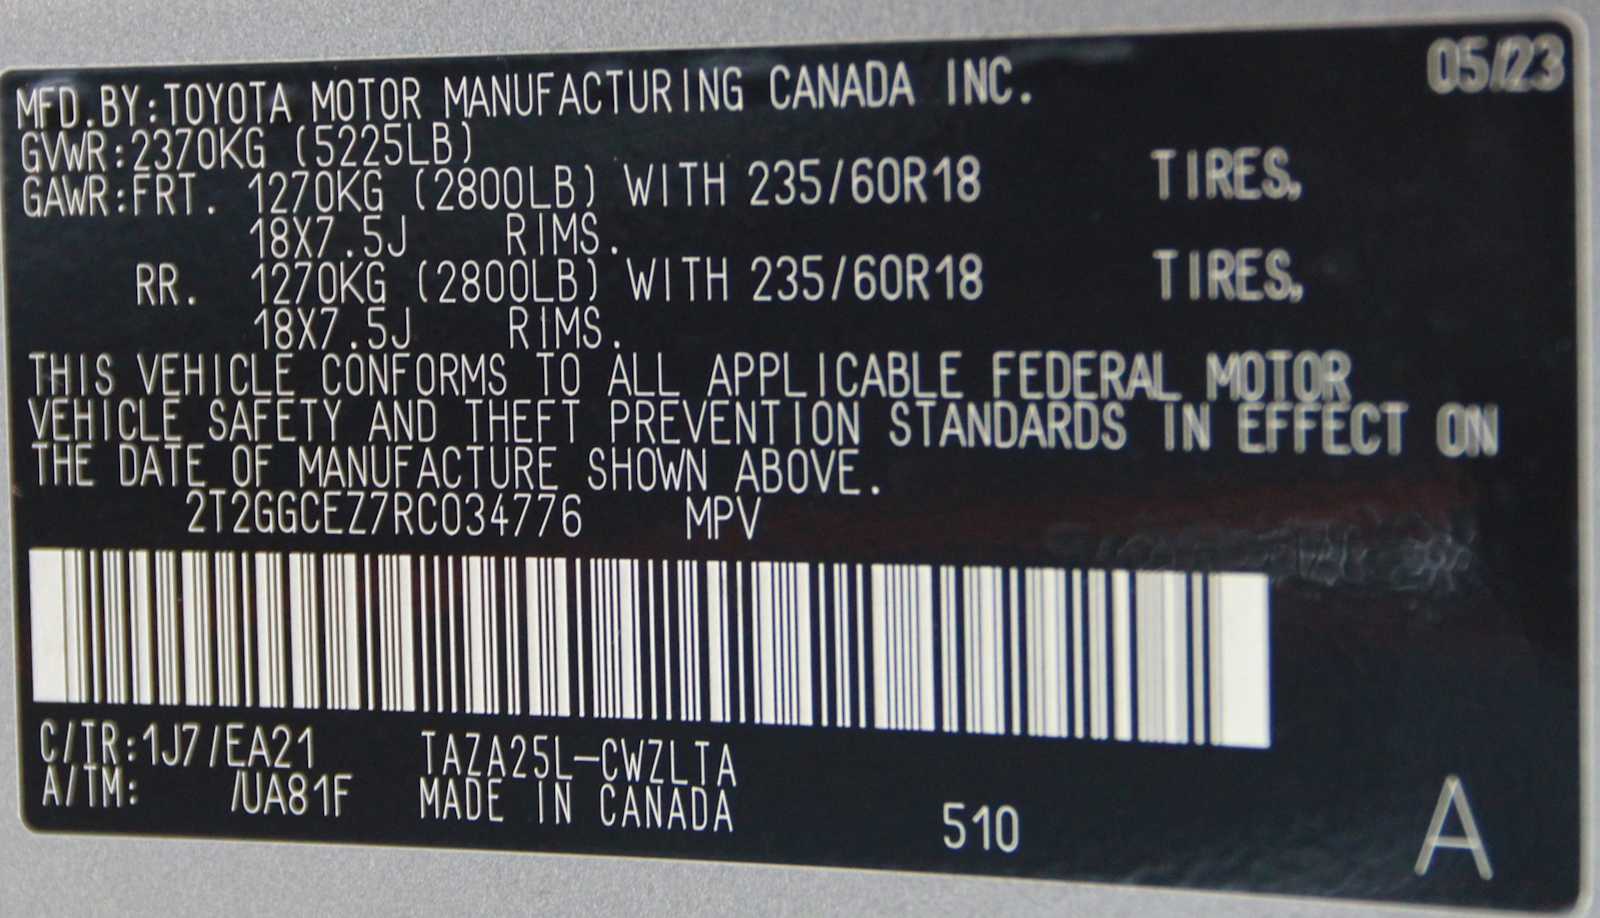 05/23
MFD.BY:TOYOTA MOTOR MANUFACTURING CANADA INC.
GVWR:2370KG (5225LB)
GAWR:FRT. 1270KG (2800LB) WITH 235/60R18 TIRES,
18X7.5J RIMS.
RR. 1270KG (2800LB) WITH 235/60R18 TIRES,
18X7.5J RIMS.
THIS VEHICLE CONFORMS TO ALL APPLICABLE FEDERAL MOTOR
VEHICLE SAFETY AND THEFT PREVENTION STANDARDS IN EFFECT ON
THE DATE OF MANUFACTURE SHOWN ABOVE.
2T2GGCEZ7RC034776 MPV
C/TR:1J7/EA21 TAZA25L-CWZLTA
A/TM: /UA81F MADE IN CANADA
510
A